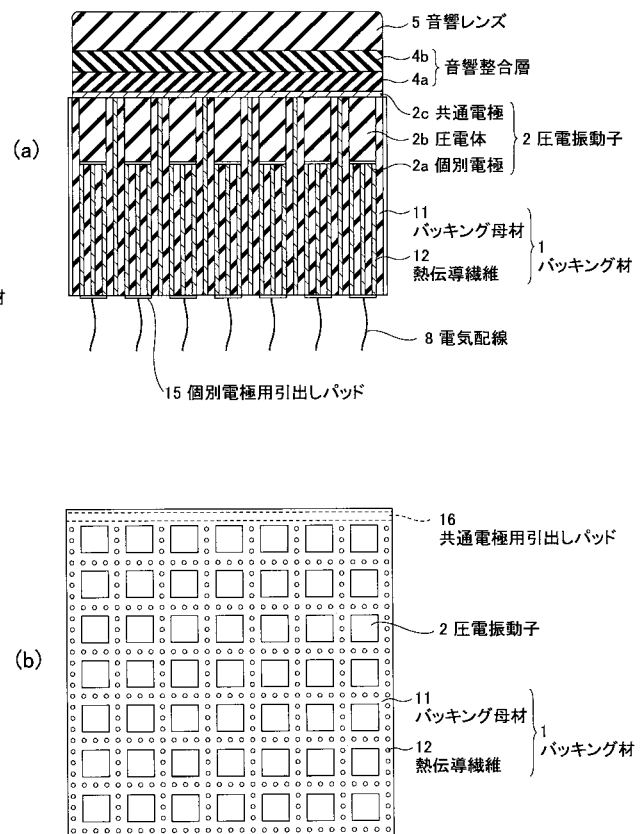 (a)
5 音響レンズ
4b
4a
音響整合層
2c 共通電極
2b 圧電体
2a 個別電極
2 圧電振動子
11
バッキング母材
12
熱伝導繊維
1
バッキング材
材
8 電気配線
15 個別電極用引出しパッド
(b)
16
共通電極用引出しパッド
2 圧電振動子
11
バッキング母材
12
熱伝導繊維
1
バッキング材